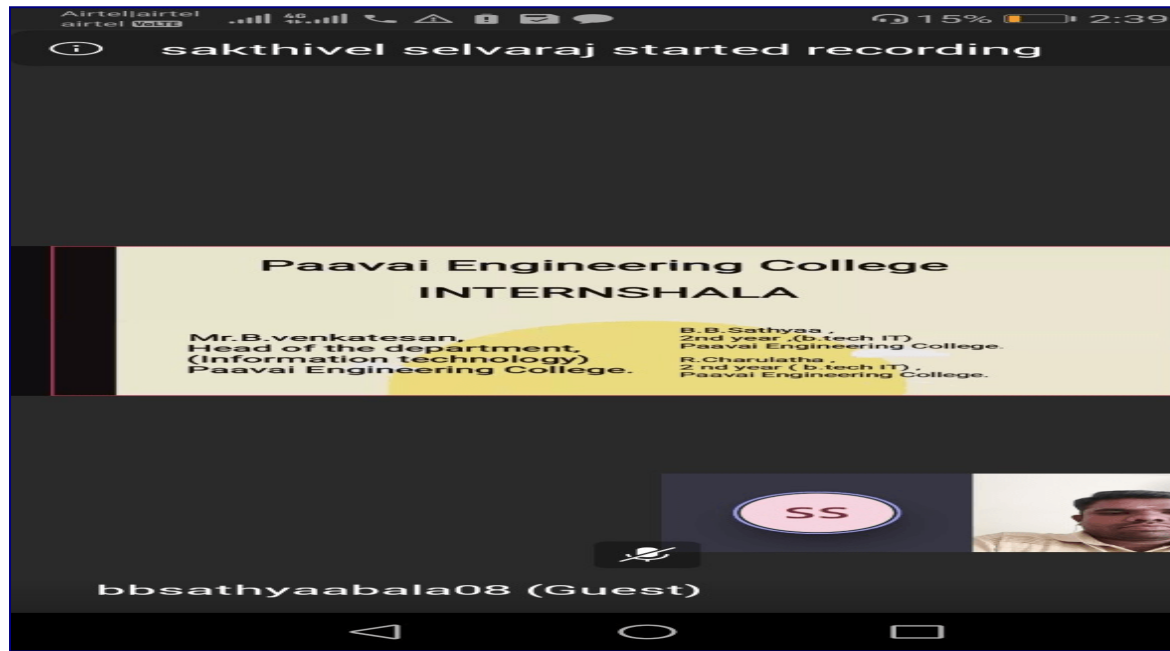 Airtel|airtel 4G 15% 2:39
airtel VoLTE
sakthivel selvaraj started recording
Paavai Engineering College
INTERNSHALA
Mr.B.venkatesan,
Head of the department,
(Information technology)
Paavai Engineering College.
B.B.Sathyaa ,
2nd year ,(b.tech IT)
Paavai Engineering College.
R.Charulatha ,
2 nd year ( b.tech IT) ,
Paavai Engineering College.
SS
bbsathyaabala08 (Guest)